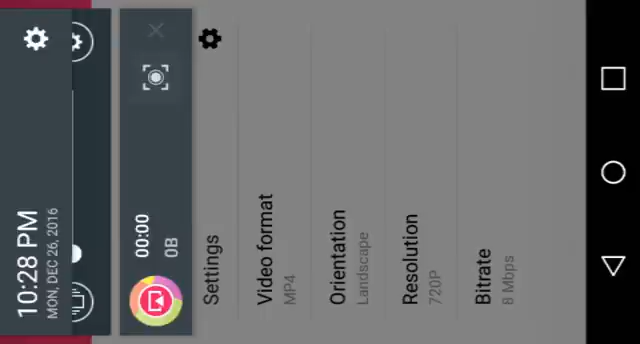 10:28 PM
MON, DEC 26, 2016
00:00
0B
Settings
Video format
MP4
Orientation
Landscape
Resolution
720P
Bitrate
8 Mbps